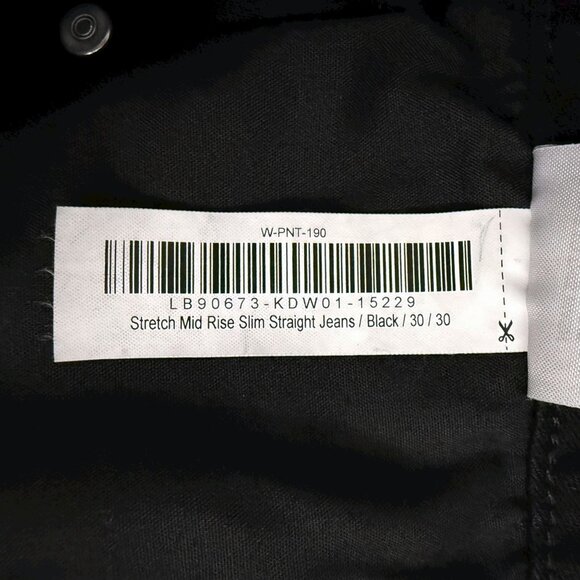 W-PNT-190
LB90673-KDW01-15229
Stretch Mid Rise Slim Straight Jeans / Black / 30 / 30